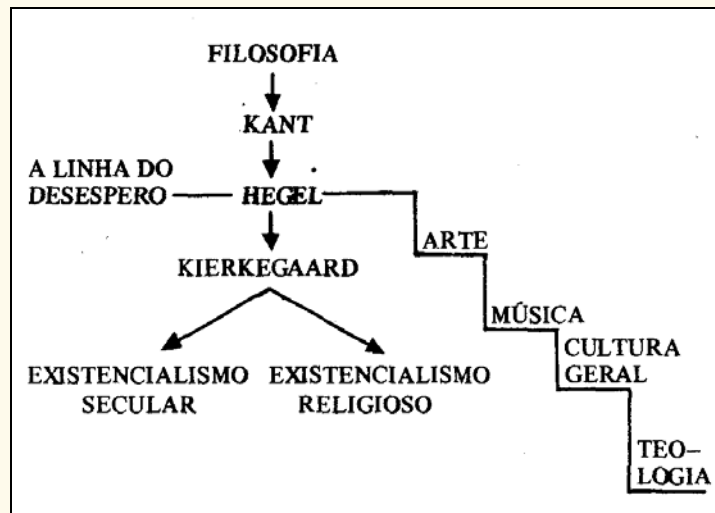 FILOSOFIA
KANT
A LINHA DO
DESESPERO
HEGEL
KIERKEGAARD
EXISTENCIALISMO
SECULAR
EXISTENCIALISMO
RELIGIOSO
ARTE
MÚSICA
CULTURA
GERAL
TEO–
LOGIA